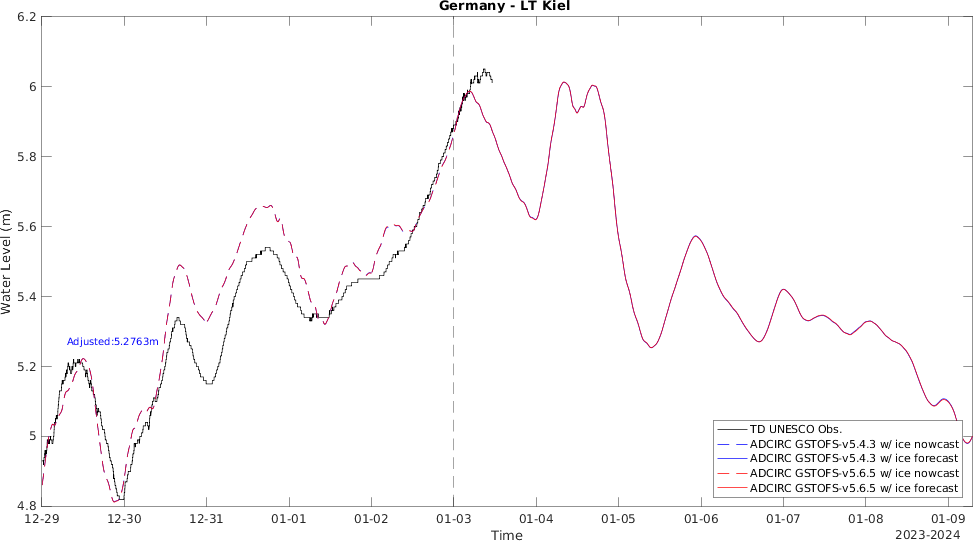 Germany - LT Kiel
6.2
6
5.8
5.6
5.4
5.2
5
4.8
Water Level (m)
Adjusted:5.2763m
TD UNESCO Obs.
ADCIRC GSTOFS-v5.4.3 w/ ice nowcast
ADCIRC GSTOFS-v5.4.3 w/ ice forecast
ADCIRC GSTOFS-v5.6.5 w/ ice nowcast
ADCIRC GSTOFS-v5.6.5 w/ ice forecast
12-29 12-30 12-31 01-01 01-02 01-03 01-04 01-05 01-06 01-07 01-08 01-09
Time
2023-2024